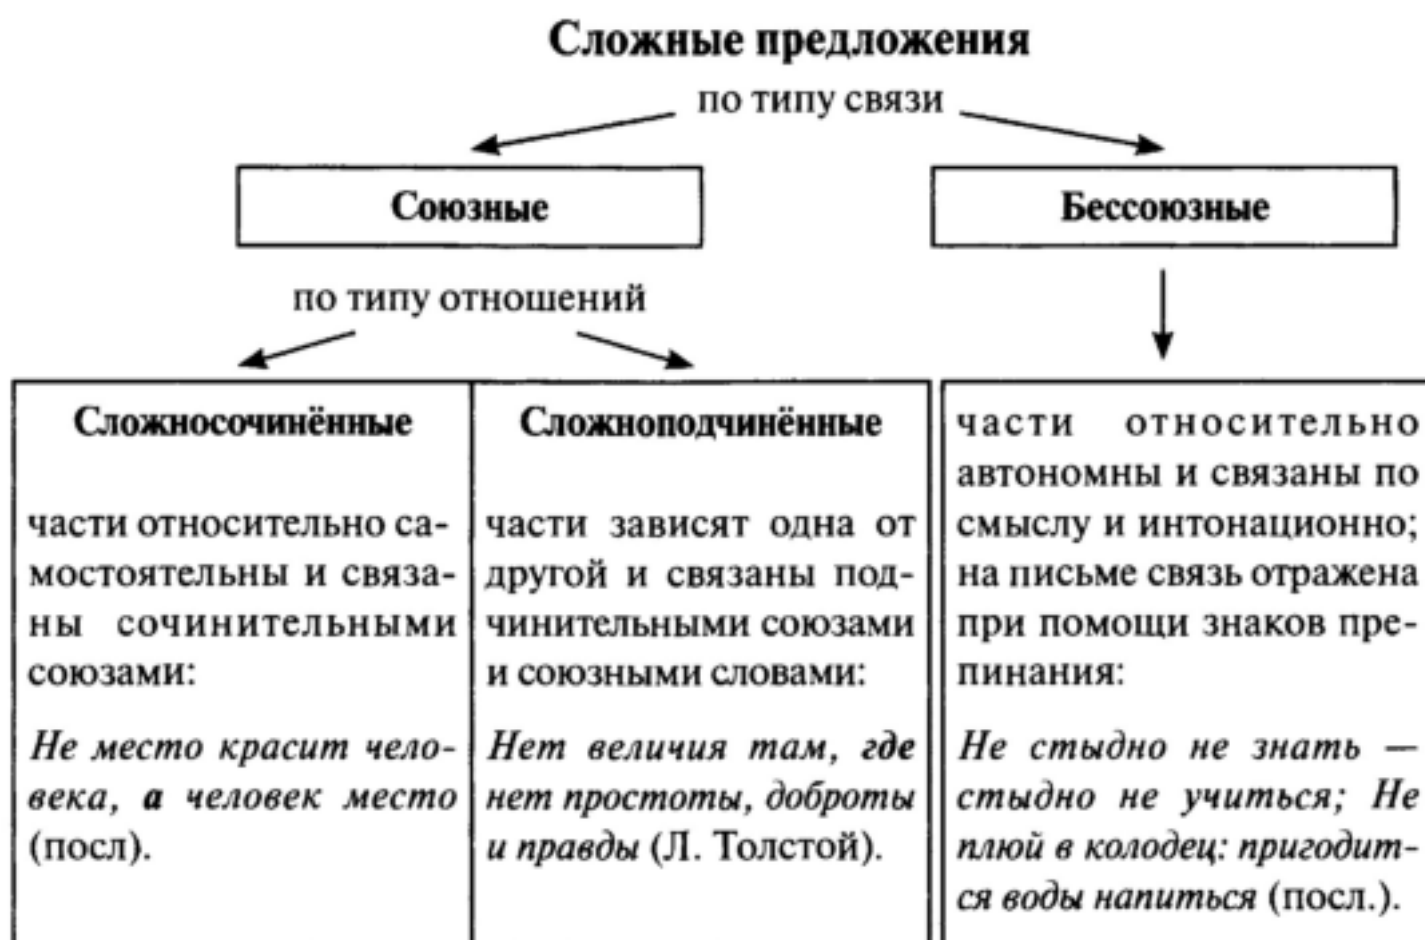 Сложные предложения
по типу связи
Союзные
Бессоюзные
по типу отношений
Сложносочинённые
части относительно са-
мостоятельны и связа-
ны сочинительными
союзами:
Не место красит чело-
века, а человек место
(посл).
Сложноподчинённые
части зависят одна от
другой и связаны под-
чинительными союзами
и союзными словами:
Нет величия там, где
нет простоты, доброты
и правды (Л. Толстой).
части относительно
автономны и связаны по
смыслу и интонационно;
на письме связь отражена
при помощи знаков пре-
пинания:
Не стыдно не знать —
стыдно не учиться; Не
плюй в колодец: пригодит-
ся воды напиться (посл.).